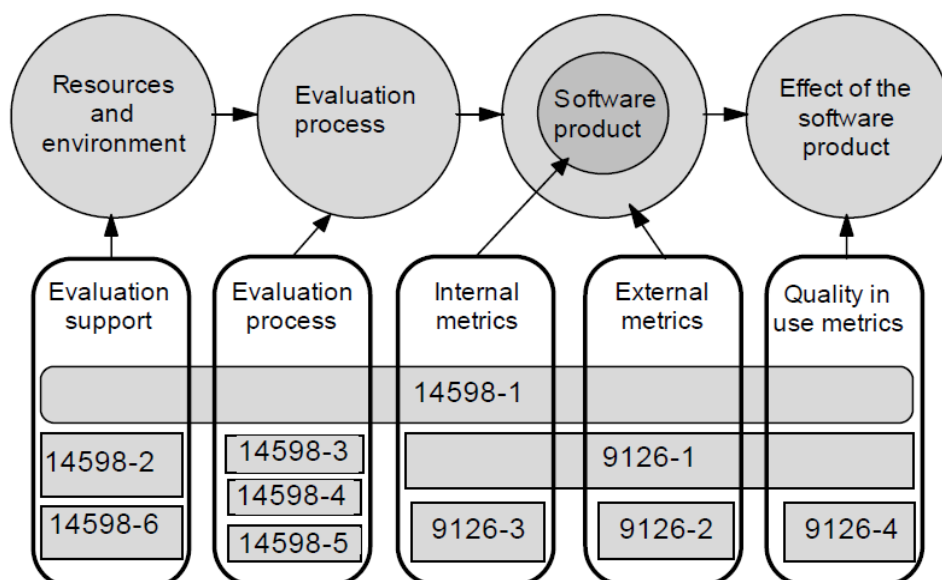 Resources
and
environment
Evaluation
process
Software
product
Effect of the
software
product
Evaluation
support
Evaluation
process
Internal
metrics
External
metrics
Quality in
use metrics
14598-1
14598-2
14598-6
14598-3
14598-4
14598-5
9126-1
9126-3
9126-2
9126-4